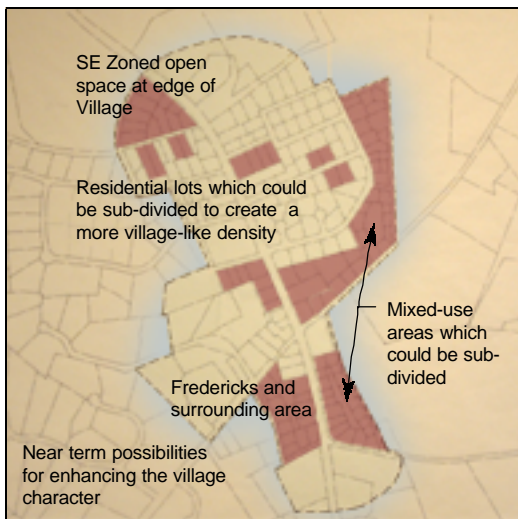 SE Zoned open
space at edge of
Village
Residential lots which could
be sub-divided to create a
more village-like density
Mixed-use
areas which
could be sub-
divided
Fredericks and
surrounding area
Near term possibilities
for enhancing the village
character